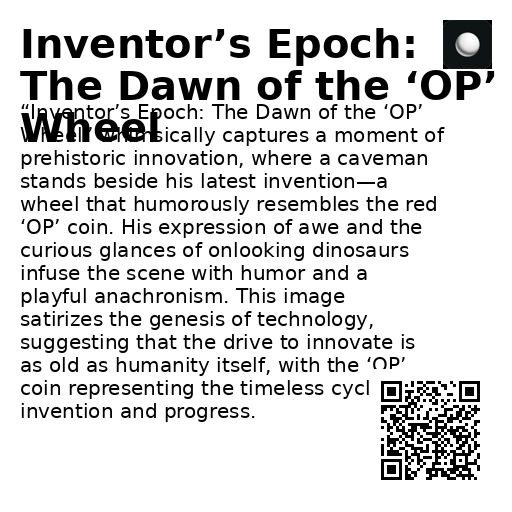 Inventor’s Epoch:
The Dawn of the ‘OP’
Wheel
“Inventor’s Epoch: The Dawn of the ‘OP’
Wheel” whimsically captures a moment of
prehistoric innovation, where a caveman
stands beside his latest invention—a
wheel that humorously resembles the red
‘OP’ coin. His expression of awe and the
curious glances of onlooking dinosaurs
infuse the scene with humor and a
playful anachronism. This image
satirizes the genesis of technology,
suggesting that the drive to innovate is
as old as humanity itself, with the ‘OP’
coin representing the timeless cycl
invention and progress.